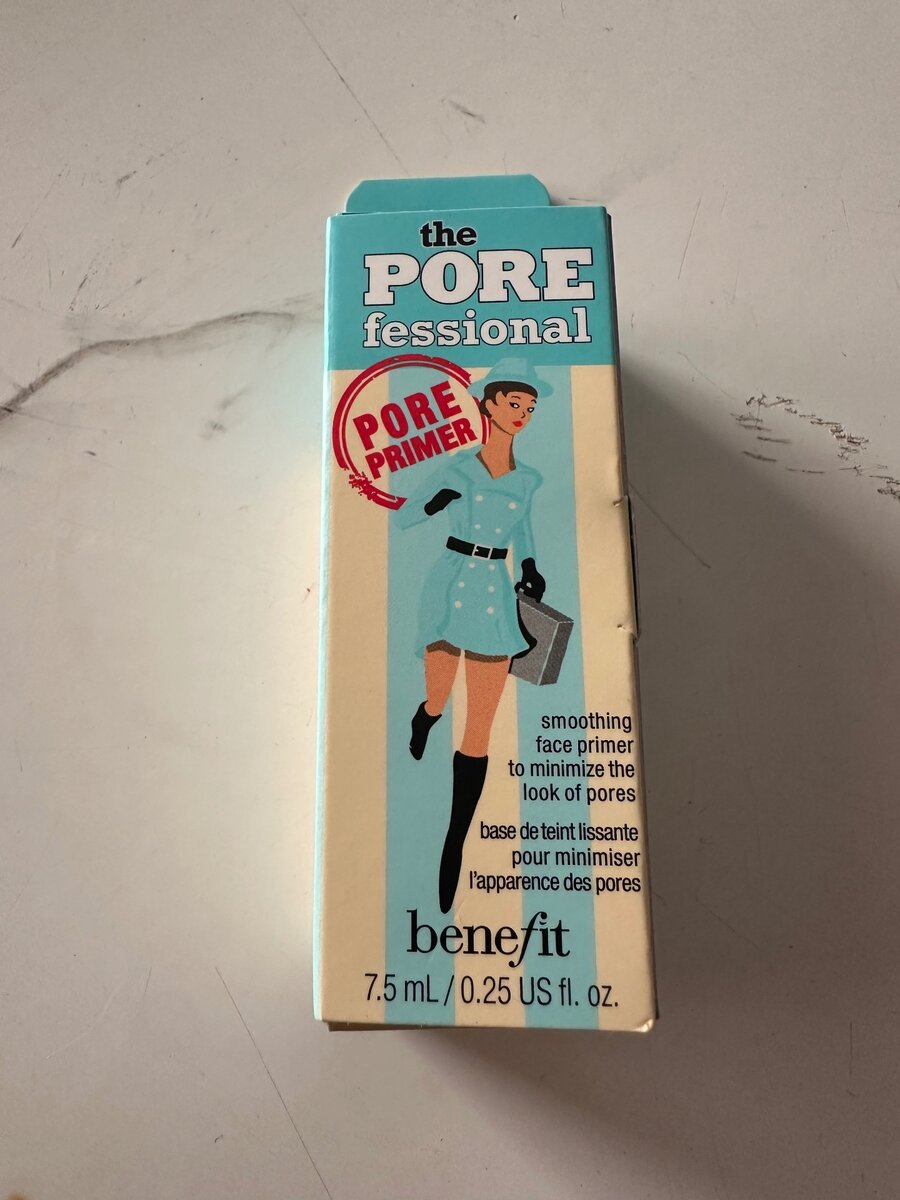 the
PORE
fessional
PORE
PRIMER
smoothing
face primer
to minimize the
look of pores
base de teint lissante
pour minimiser
l'apparence des pores
benefit
7.5 mL / 0.25 US fl. oz.